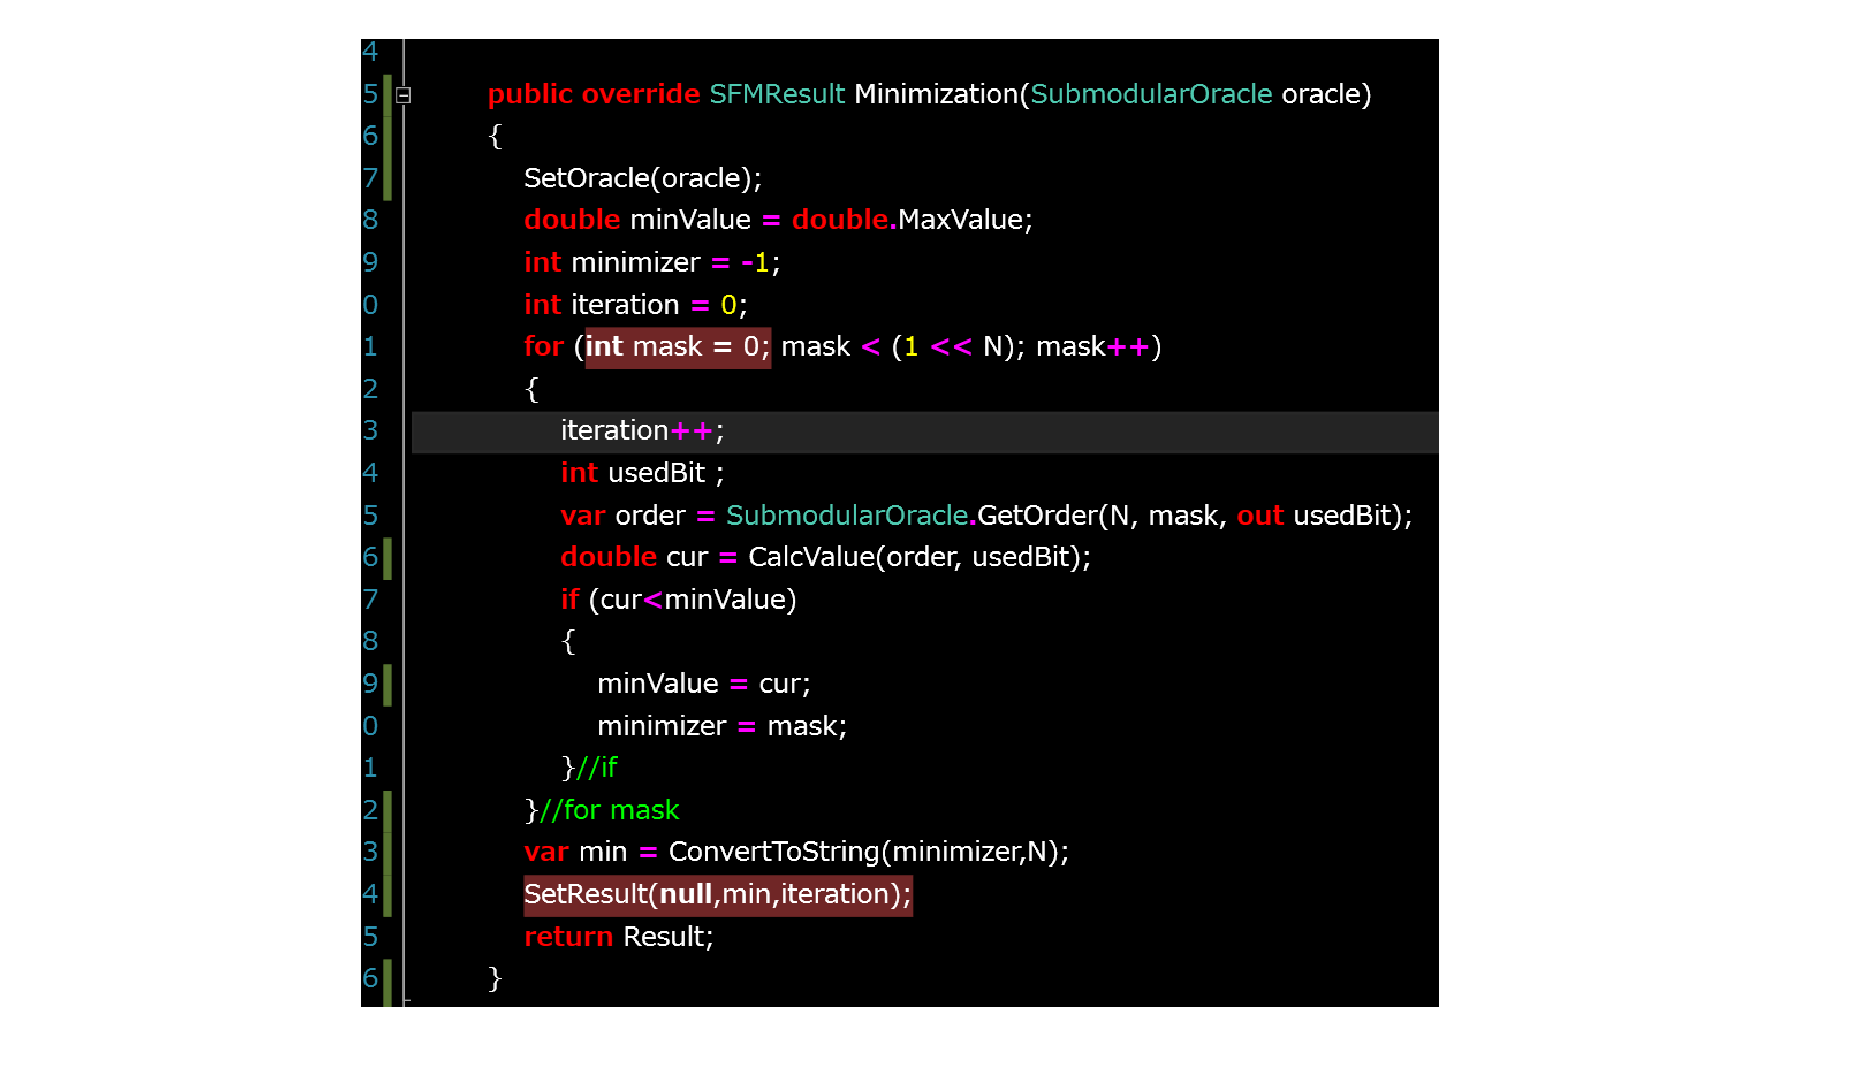 4
5 public override SFMResult Minimization(SubmodularOracle oracle)
6 {
7 SetOracle(oracle);
8 double minValue = double.MaxValue;
9 int minimizer = -1;
0 int iteration = 0;
1 for (int mask = 0; mask < (1 << N); mask++)
2 {
3 iteration++;
4 int usedBit ;
5 var order = SubmodularOracle.GetOrder(N, mask, out usedBit);
6 double cur = CalcValue(order, usedBit);
7 if (cur<minValue)
8 {
9 minValue = cur;
0 minimizer = mask;
1 }//if
2 }//for mask
3 var min = ConvertToString(minimizer,N);
4 SetResult(null,min,iteration);
5 return Result;
6 }